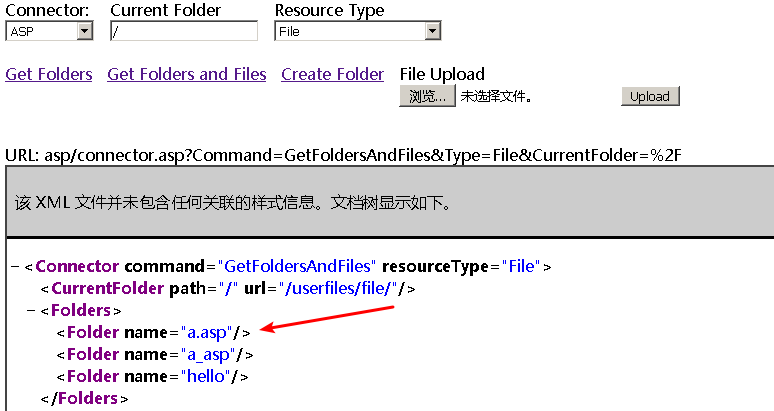 Connector: Current Folder Resource Type
ASP / File
Get Folders Get Folders and Files Create Folder File Upload
浏览... 未选择文件。 Upload
URL: asp/connector.asp?Command=GetFoldersAndFiles&Type=File&CurrentFolder=%2F
该 XML 文件并未包含任何关联的样式信息。文档树显示如下。
−<Connector command="GetFoldersAndFiles" resourceType="File">
<CurrentFolder path="/" url="/userfiles/file/"/>
−<Folders>
<Folder name="a.asp"/>
<Folder name="a_asp"/>
<Folder name="hello"/>
</Folders>